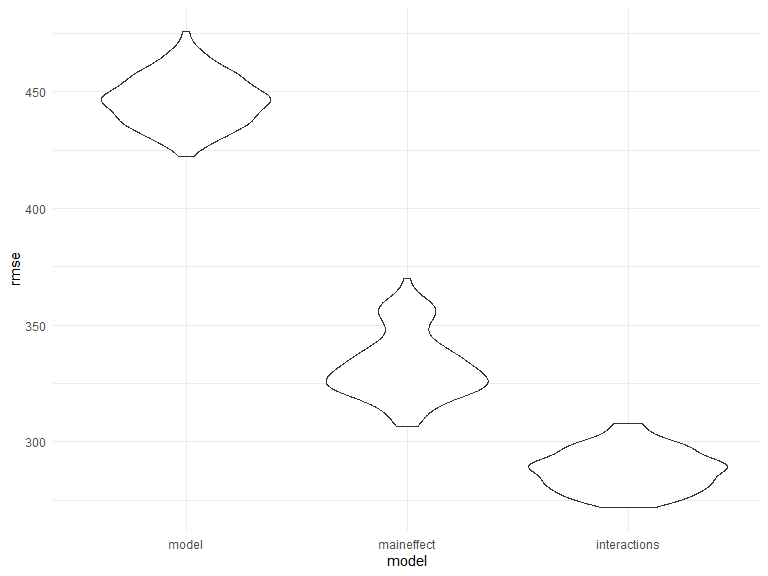 rmse
450
400
350
300
model
maineffect
interactions
model